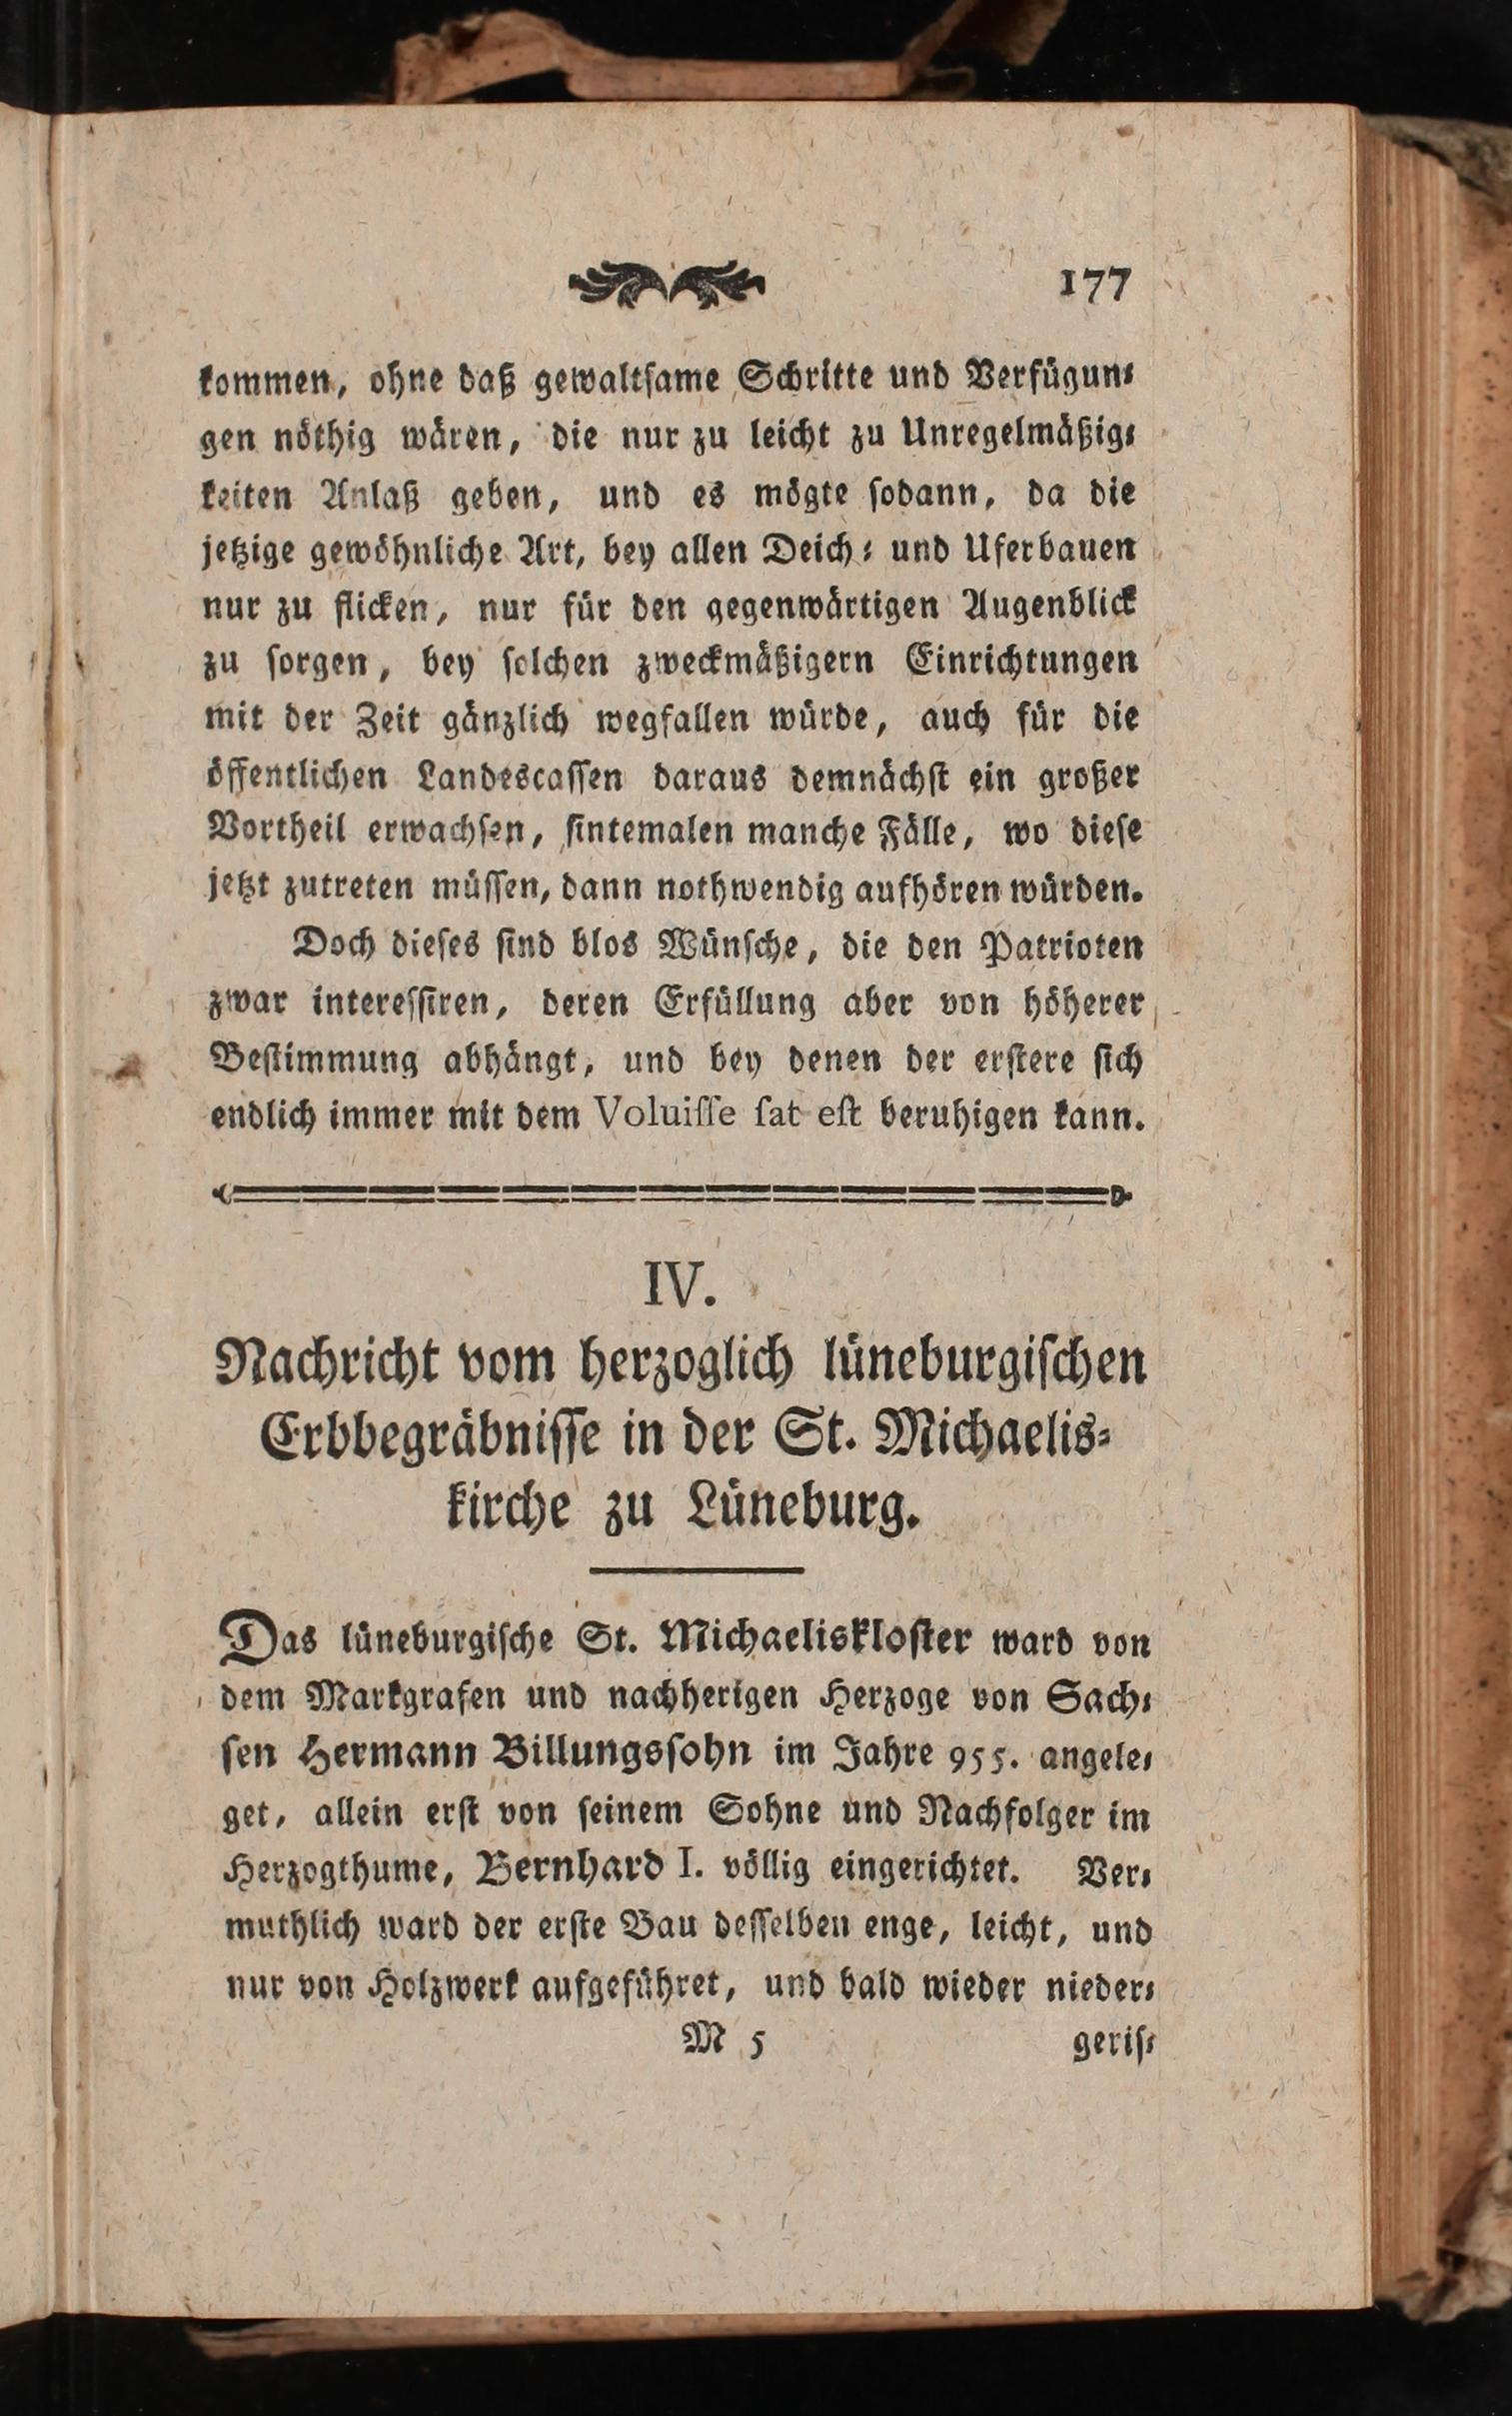 177
kommen, ohne daß gewaltsame Schritte und Verfügun⸗
gen nöthig wären, die nur zu leicht zu Unregelmäßig⸗
keiten Anlaß geben, und es mögte sodann, da die
jetzige gewöhnliche Art, bey allen Deich⸗ und Uferbauen
nur zu flicken, nur für den gegenwärtigen Augenblick
zu sorgen, bey solchen zweckmäßigern Einrichtungen
mit der Zeit gänzlich wegfallen würde, auch für die
öffentlichen Landescassen daraus demnächst ein großer
Vortheil erwachsen, sintemalen manche Fälle, wo diese
jetzt zutreten müssen, dann nothwendig aufhören würden.
Doch dieses sind blos Wünsche, die den Patrioten
zwar interessiren, deren Erfüllung aber von höherer
Bestimmung abhängt, und bey denen der erstere sich
endlich immer mit dem Voluisse sat est beruhigen kann.
IV.
Nachricht vom herzoglich lüneburgischen
Erbbegräbnisse in der St. Michaelis⸗
kirche zu Lüneburg.
Das lüneburgische St. Michaeliskloster ward von
dem Markgrafen und nachherigen Herzoge von Sach⸗
sen Hermann Billungssohn im Jahre 955. angele⸗
get, allein erst von seinem Sohne und Nachfolger im
Herzogthume, Bernhard I. völlig eingerichtet. Ver⸗
muthlich ward der erste Bau desselben enge, leicht, und
nur von Holzwerk aufgeführet, und bald wieder nieder⸗
M 5 geris⸗